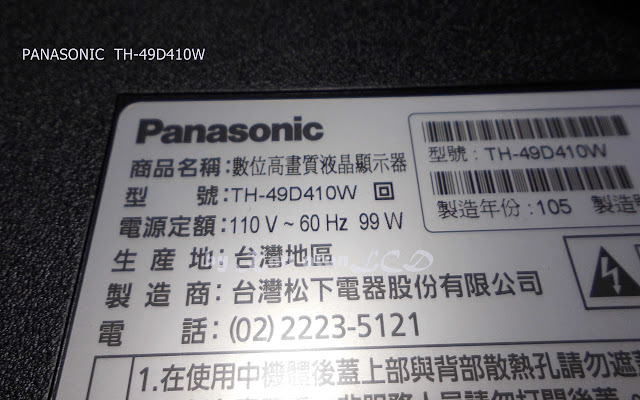 PANASONIC TH-49D410W
Panasonic
商品名稱：數位高畫質液晶顯示器
型 號：TH-49D410W
電源定額：110 V ~ 60 Hz 99 W
生 產 地：台灣地區
製 造 商：台灣松下電器股份有限公司
電 話：(02) 2223-5121
型號：TH-49D410W
製造年份：105 製造
1.在使用中機體後蓋上部與背部散熱孔請勿遮蓋